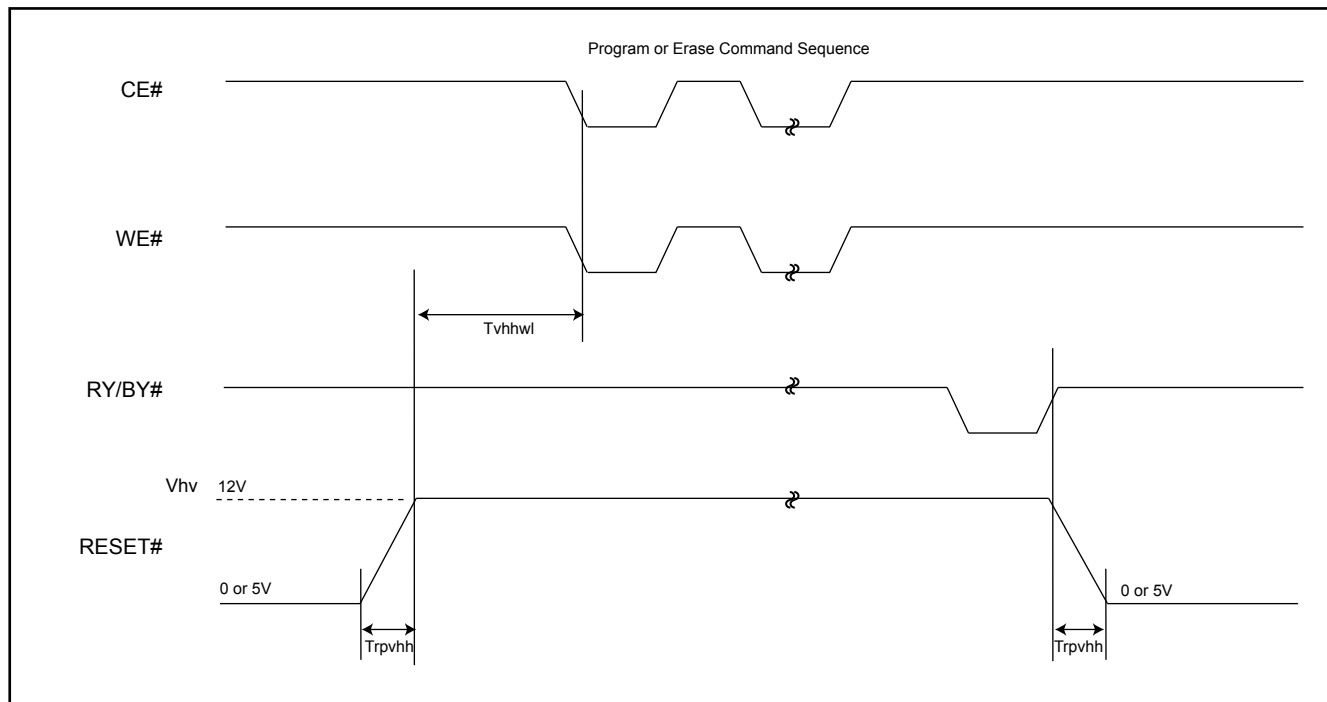 Program or Erase Command Sequence
CE#
WE#
Tvhhwl
RY/BY#
Vhv 12V
RESET#
0 or 5V 0 or 5V
Trpvhh Trpvhh